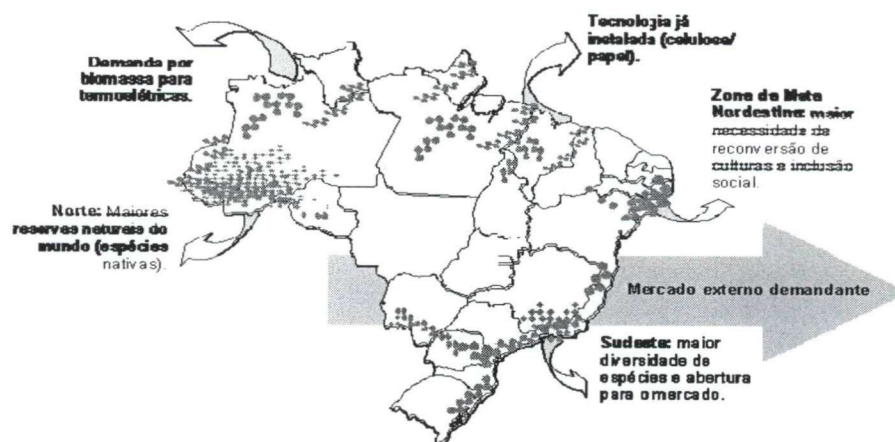 Demanda por
biomassa para
termoelétricas.
Tecnologia já
instalada (celulose/
papel).
Zona da Mata
Nordestina: maior
necessidade de
reconversão de
culturas e inclusão
social.
Norte: Maiores
reservas naturais do
mundo (espécies
nativas).
Mercado externo demandante
Sudeste: maior
diversidade de
espécies e abertura
para o mercado.